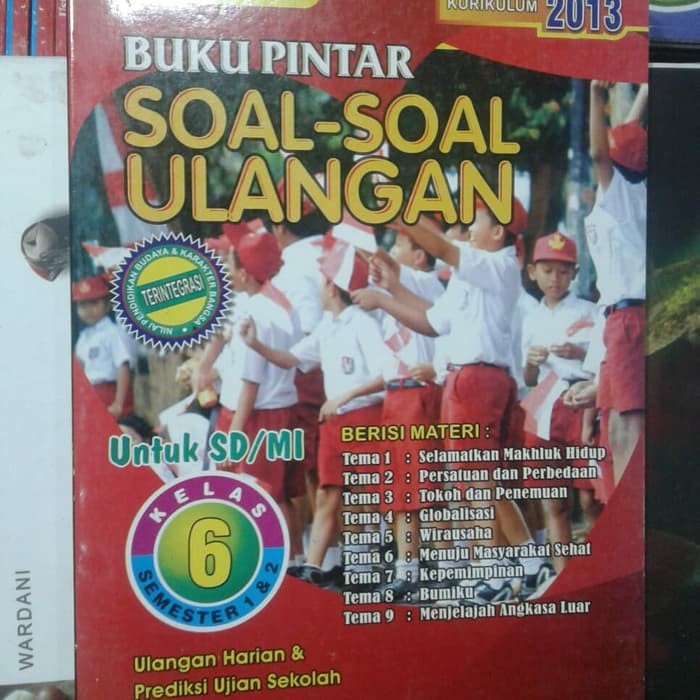 KURIKULUM 2013
BUKU PINTAR
SOAL-SOAL
ULANGAN
NILAI PENDIDIKAN BUDAYA & KARAKTER BANGSA
TERINTEGRASI
Untuk SD/MI
KELAS
6
SEMESTER 1 & 2
BERISI MATERI :
Tema 1 : Selamatkan Makhluk Hidup
Tema 2 : Persatuan dan Perbedaan
Tema 3 : Tokoh dan Penemuan
Tema 4 : Globalisasi
Tema 5 : Wirausaha
Tema 6 : Menuju Masyarakat Sehat
Tema 7 : Kepemimpinan
Tema 8 : Bumiku
Tema 9 : Menjelajah Angkasa Luar
Ulangan Harian &
Prediksi Ujian Sekolah
WARDANI